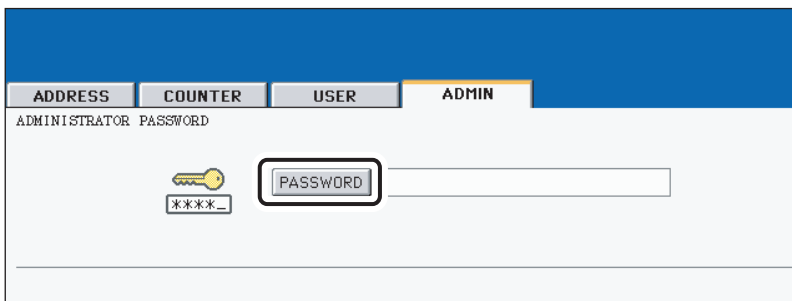 ADDRESS COUNTER USER ADMIN
ADMINISTRATOR PASSWORD
PASSWORD
****_